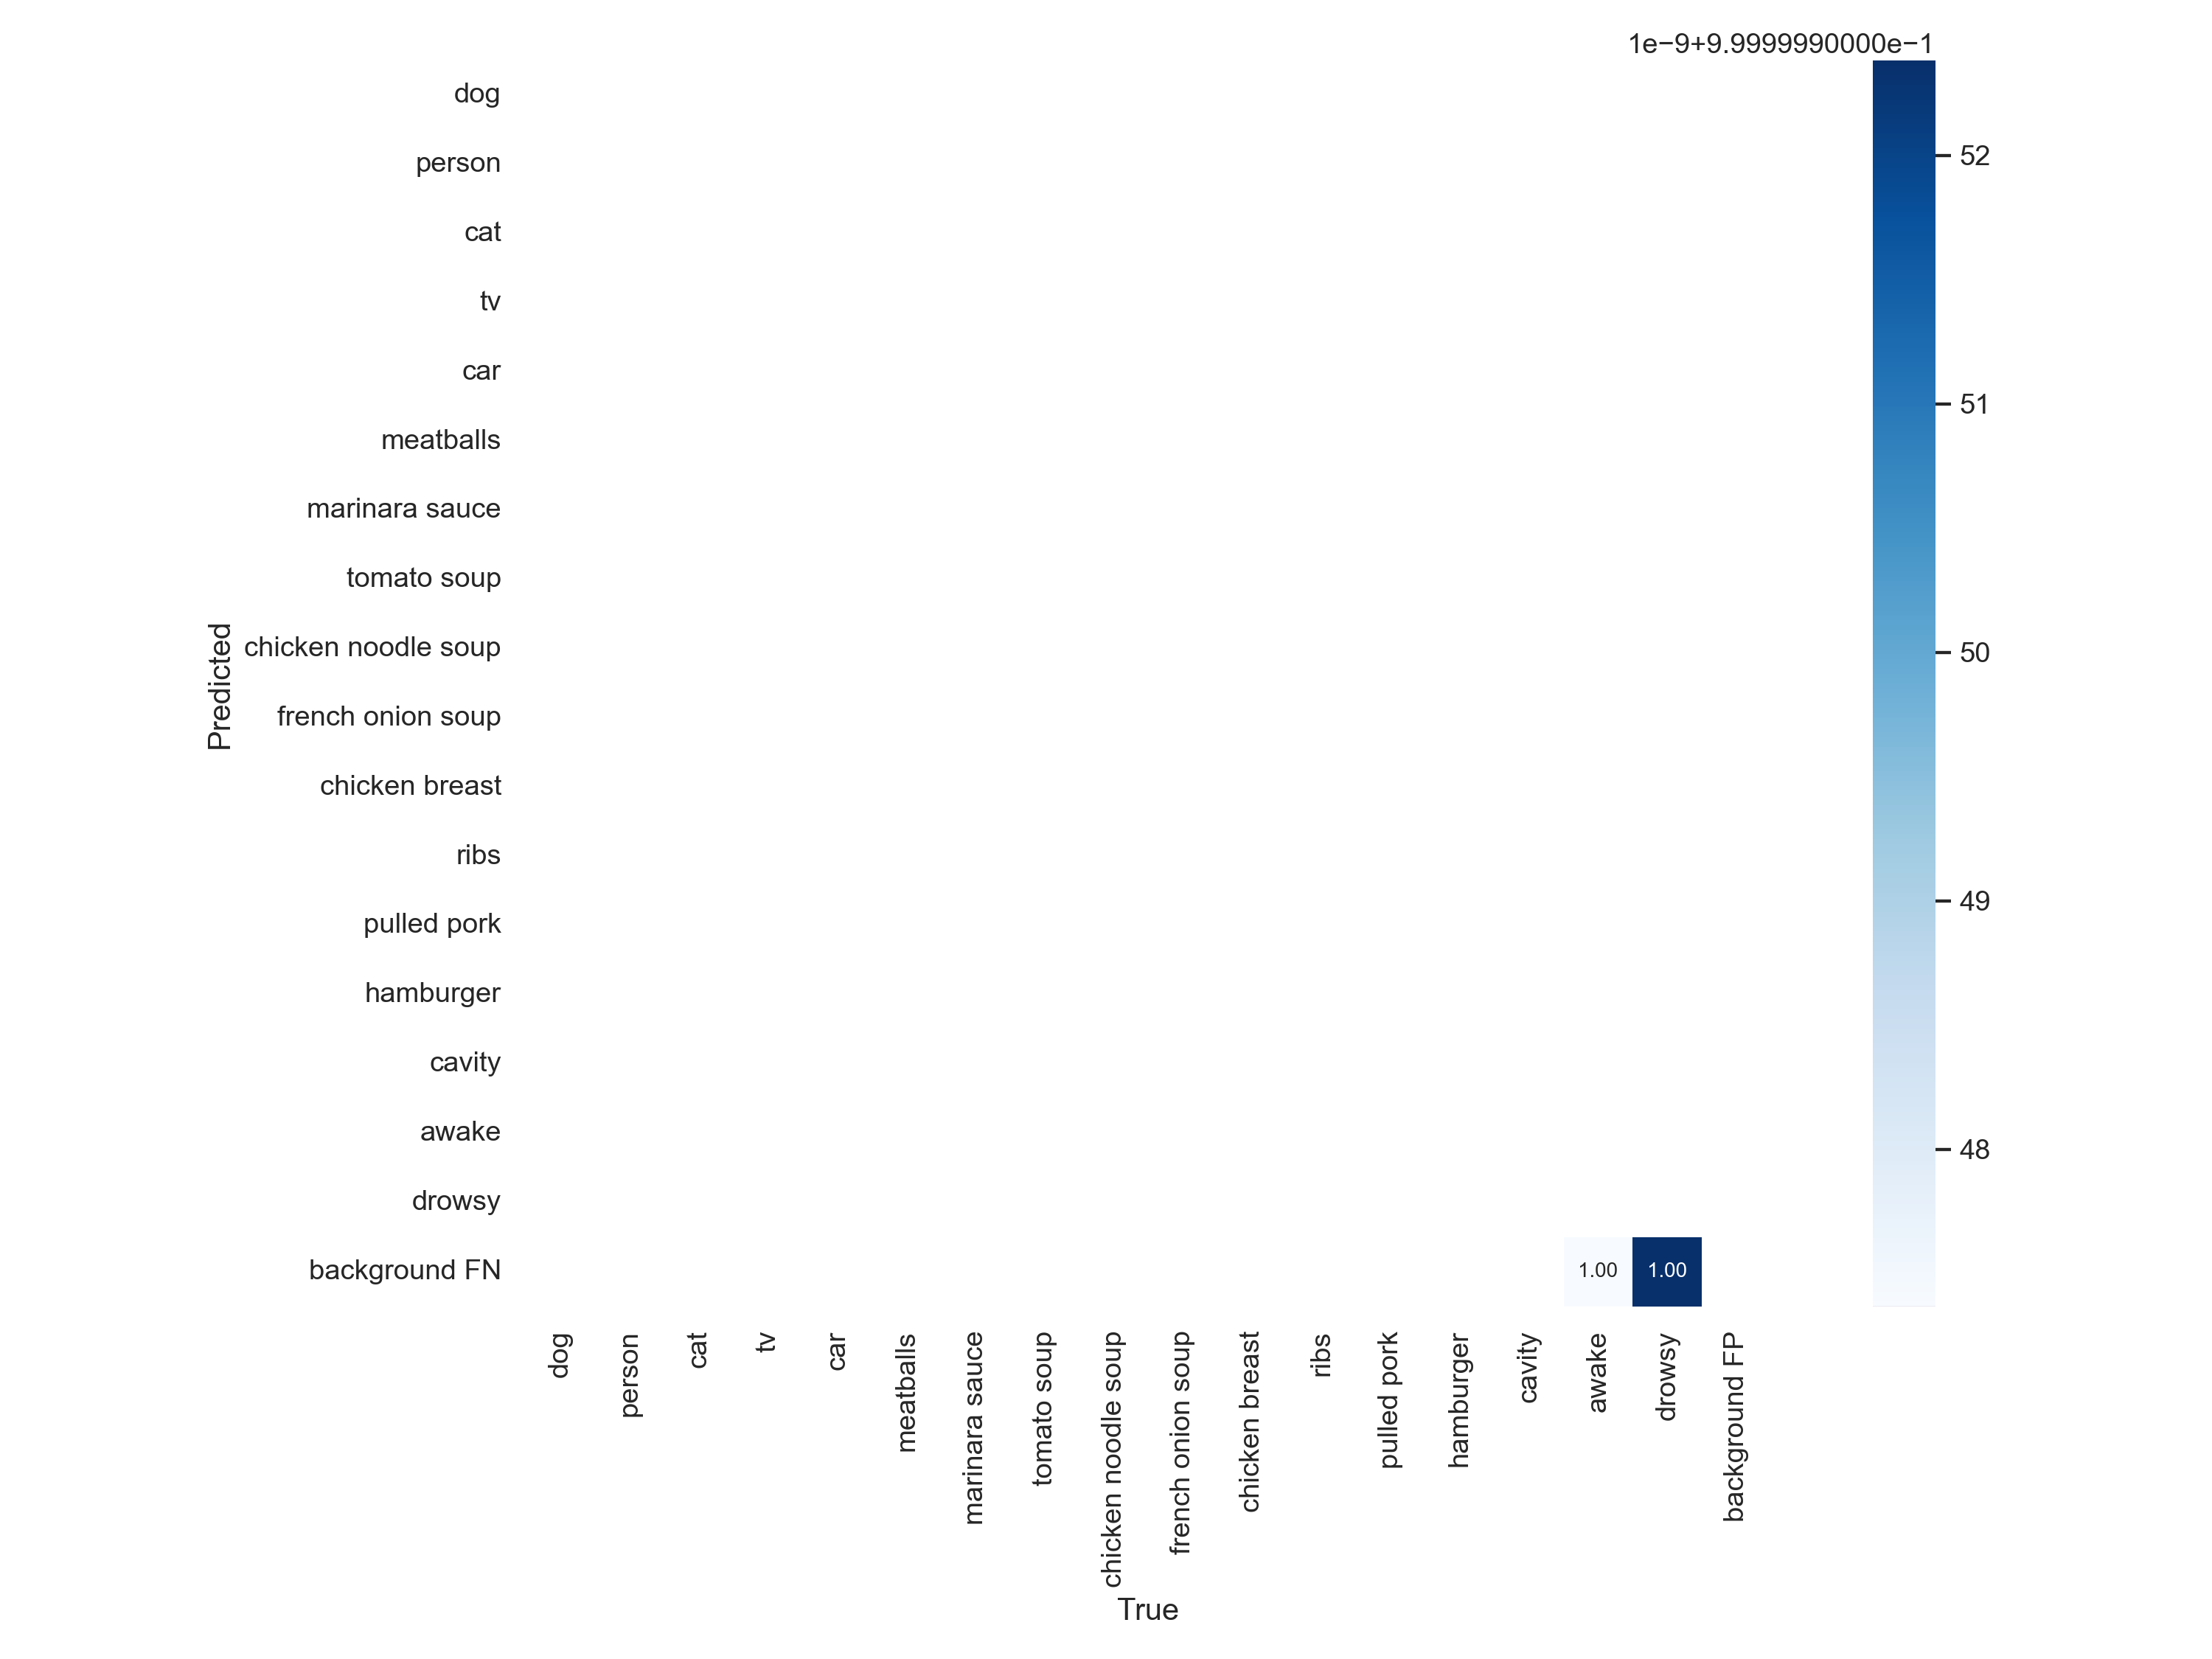 1e−9+9.9999990000e−1
dog
person
cat
tv
car
meatballs
marinara sauce
tomato soup
chicken noodle soup
french onion soup
chicken breast
ribs
pulled pork
hamburger
cavity
awake
drowsy
background FN
Predicted
1.00 1.00
52
51
50
49
48
dog
person
cat
tv
car
meatballs
marinara sauce
tomato soup
chicken noodle soup
french onion soup
chicken breast
ribs
pulled pork
hamburger
cavity
awake
drowsy
background FP
True